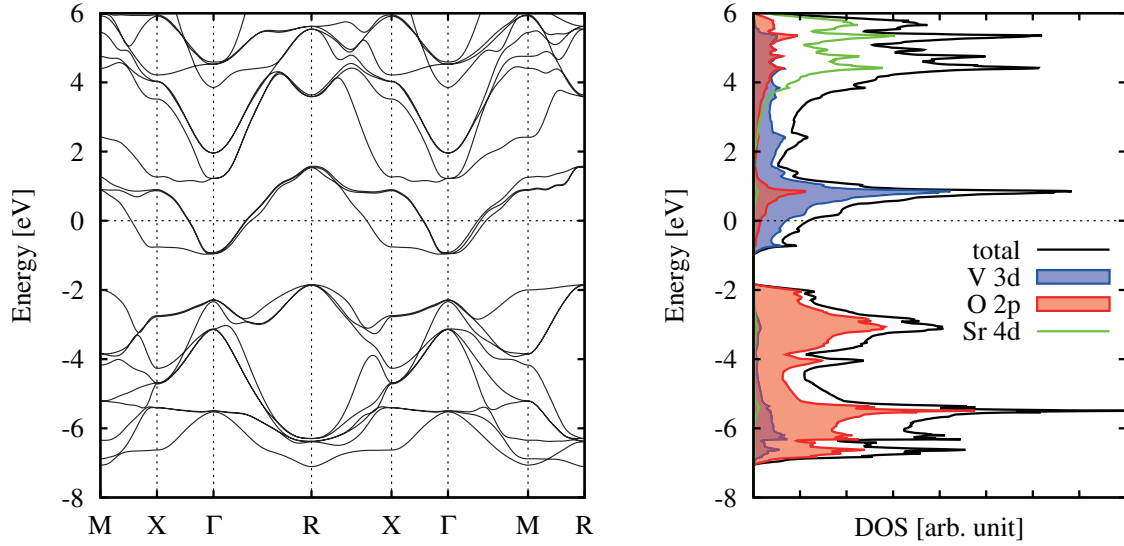 6
4
2
0
-2
-4
-6
-8
Energy [eV]
M X Γ R X Γ M R
6
4
2
0
-2
-4
-6
-8
Energy [eV]
total
V 3d
O 2p
Sr 4d
DOS [arb. unit]